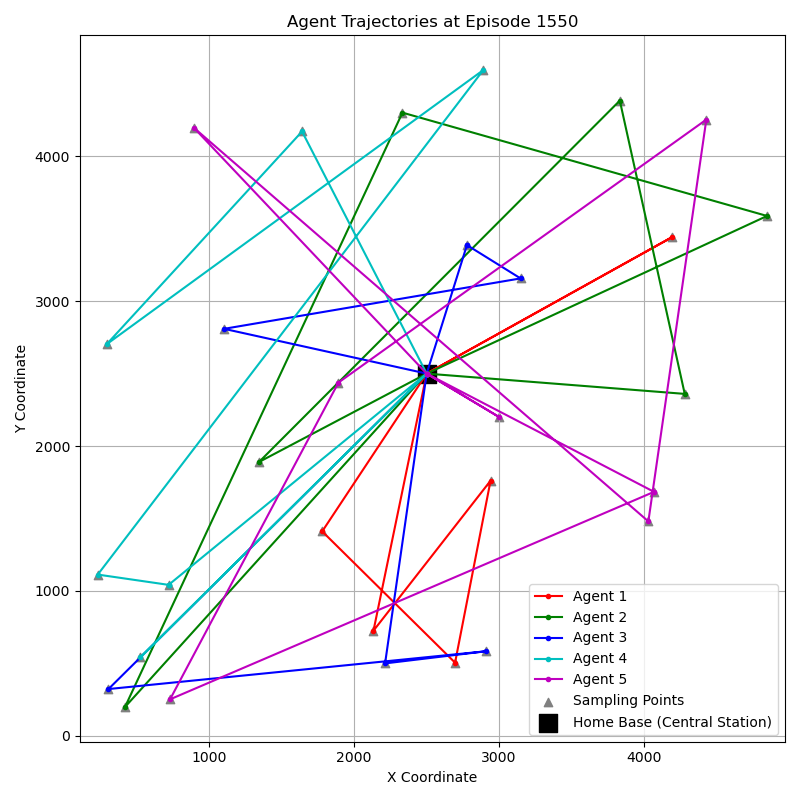 Agent Trajectories at Episode 1550
4000
3000
2000
1000
0
Y Coordinate
1000
2000
3000
4000
X Coordinate
Agent 1
Agent 2
Agent 3
Agent 4
Agent 5
Sampling Points
Home Base (Central Station)